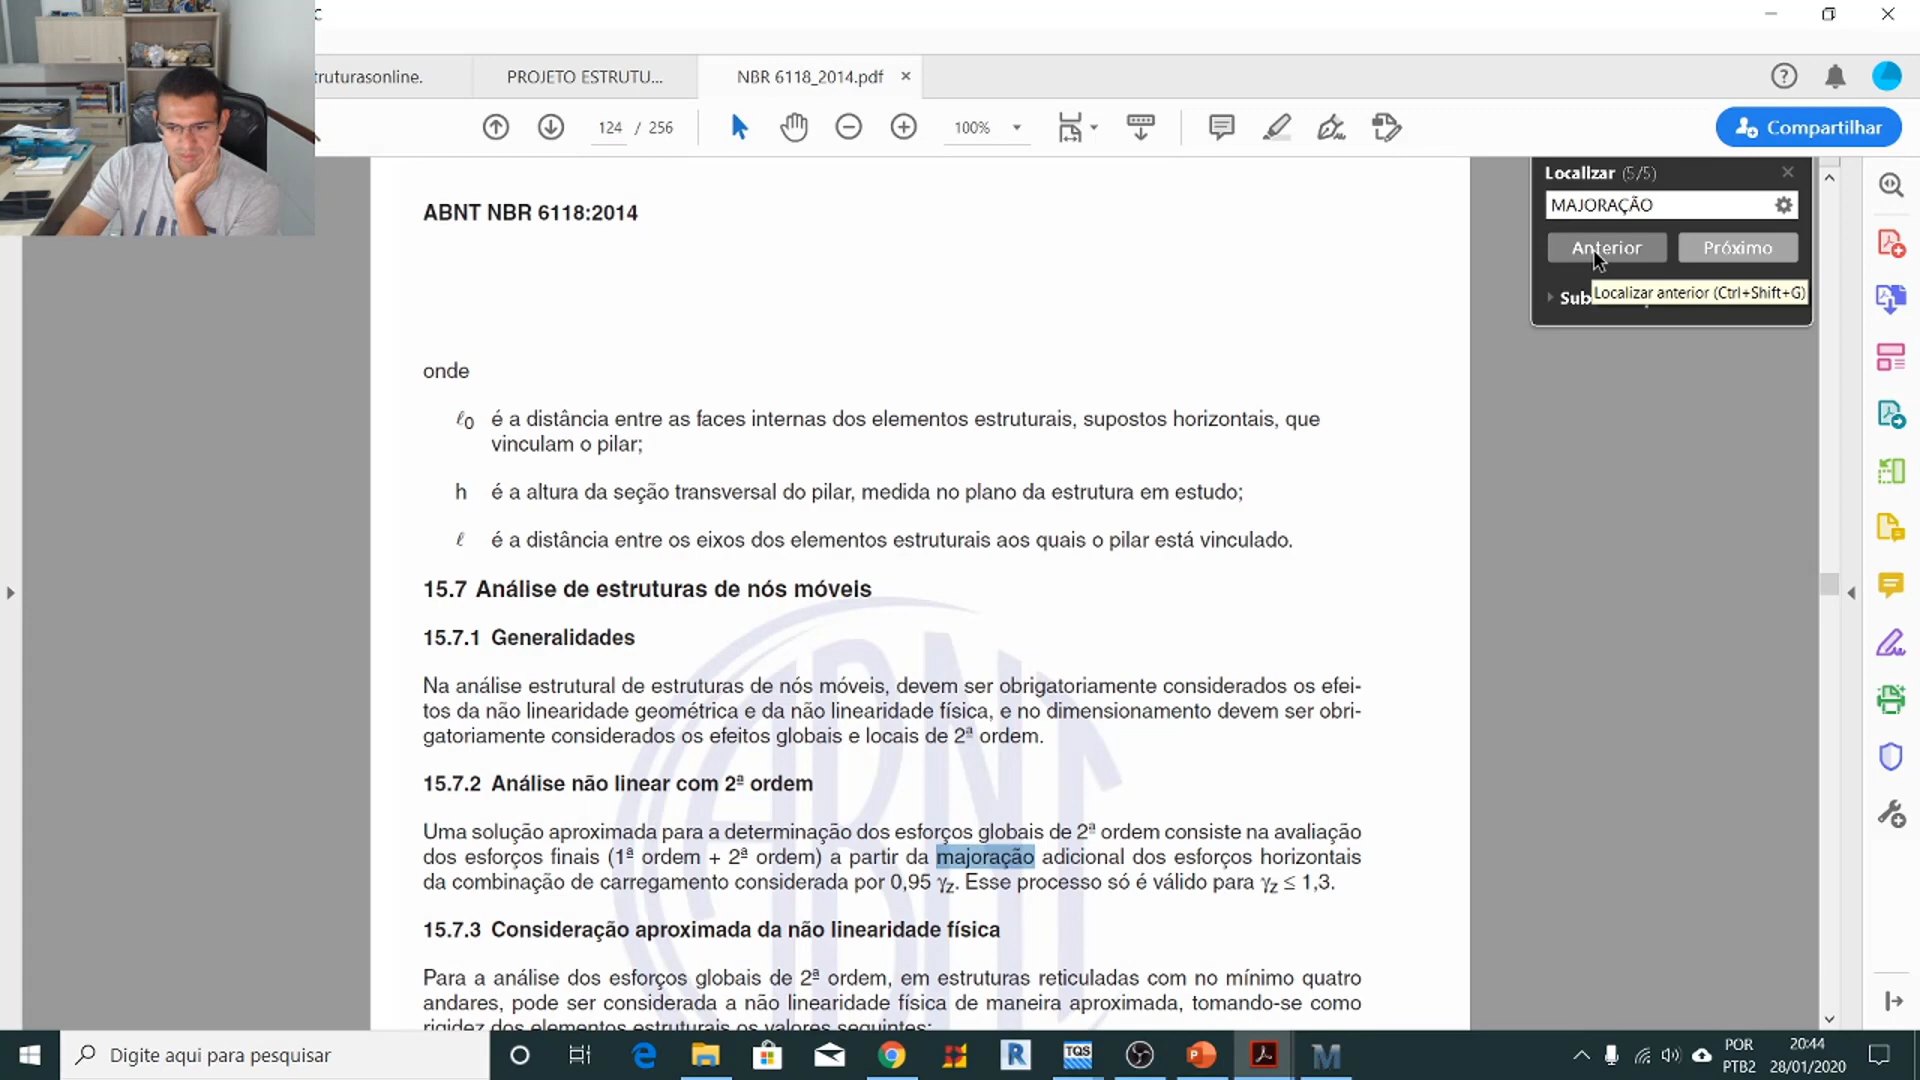 truturasonline.
PROJETO ESTRUTU...
NBR 6118_2014.pdf
124 / 256
100%
Compartilhar
Localizar (5/5)
MAJORAÇÃO
Anterior
Próximo
Sub
Localizar anterior (Ctrl+Shift+G)
ABNT NBR 6118:2014
onde
ℓ0 é a distância entre as faces internas dos elementos estruturais, supostos horizontais, que
vinculam o pilar;
h é a altura da seção transversal do pilar, medida no plano da estrutura em estudo;
ℓ é a distância entre os eixos dos elementos estruturais aos quais o pilar está vinculado.
15.7 Análise de estruturas de nós móveis
15.7.1 Generalidades
Na análise estrutural de estruturas de nós móveis, devem ser obrigatoriamente considerados os efei-
tos da não linearidade geométrica e da não linearidade física, e no dimensionamento devem ser obri-
gatoriamente considerados os efeitos globais e locais de 2ª ordem.
15.7.2 Análise não linear com 2ª ordem
Uma solução aproximada para a determinação dos esforços globais de 2ª ordem consiste na avaliação
dos esforços finais (1ª ordem + 2ª ordem) a partir da majoração adicional dos esforços horizontais
da combinação de carregamento considerada por 0,95 γz. Esse processo só é válido para γz ≤ 1,3.
15.7.3 Consideração aproximada da não linearidade física
Para a análise dos esforços globais de 2ª ordem, em estruturas reticuladas com no mínimo quatro
andares, pode ser considerada a não linearidade física de maneira aproximada, tomando-se como
rigidez dos elementos estruturais os valores seguintes:
ABNT
Digite aqui para pesquisar
TQS
POR
PTB2
20:44
28/01/2020